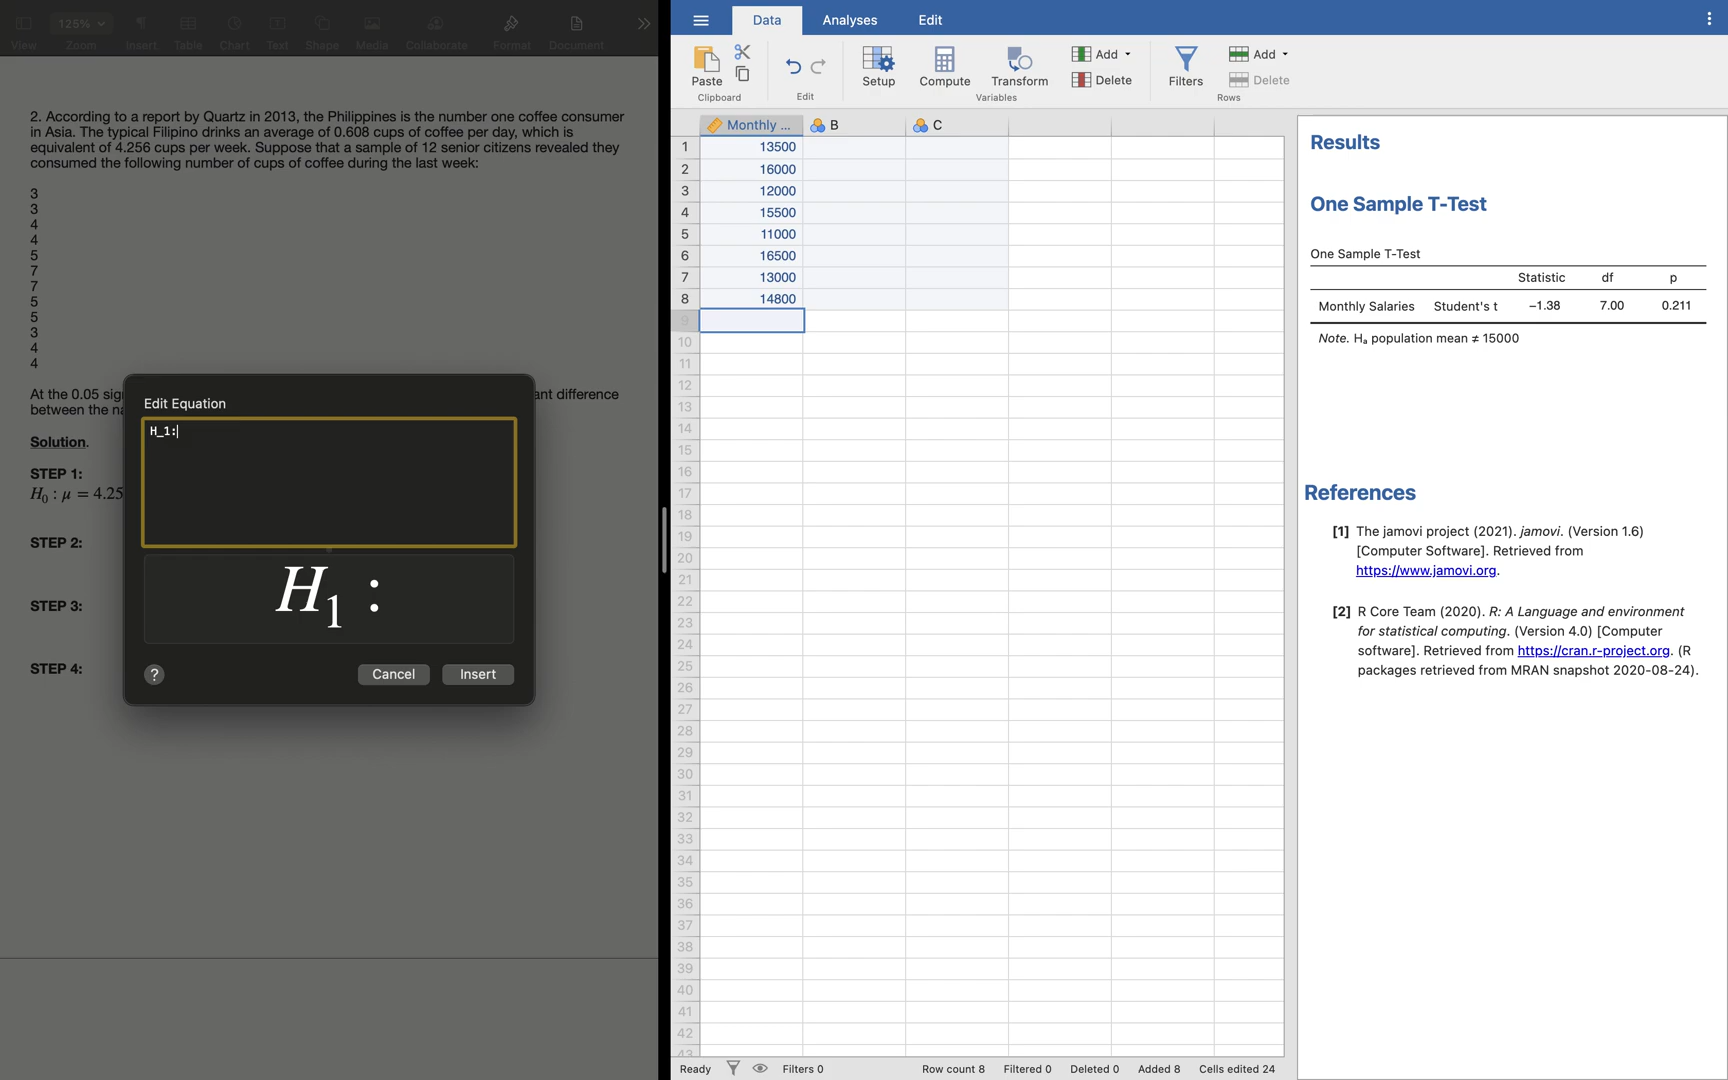 125%
View
Zoom
Insert
Table
Chart
Text
Shape
Media
Collaborate
Format
Document
2. According to a report by Quartz in 2013, the Philippines is the number one coffee consumer
in Asia. The typical Filipino drinks an average of 0.608 cups of coffee per day, which is
equivalent of 4.256 cups per week. Suppose that a sample of 12 senior citizens revealed they
consumed the following number of cups of coffee during the last week:
3
3
4
4
5
7
7
5
5
3
4
4
At the 0.05 sig
ant difference
between the na
Solution.
STEP 1:
H₀ : μ = 4.25
STEP 2:
STEP 3:
STEP 4:
Edit Equation
H_1:
H₁ :
?
Cancel
Insert
Data
Analyses
Edit
Paste
Clipboard
Edit
Setup
Compute
Transform
Add
Delete
Variables
Filters
Add
Delete
Rows
Monthly ...
B
C
1 13500
2 16000
3 12000
4 15500
5 11000
6 16500
7 13000
8 14800
9
10
11
12
13
14
15
16
17
18
19
20
21
22
23
24
25
26
27
28
29
30
31
32
33
34
35
36
37
38
39
40
41
42
43
Ready
Filters 0
Row count 8
Filtered 0
Deleted 0
Added 8
Cells edited 24
Results
One Sample T-Test
One Sample T-Test
Statistic df p
Monthly Salaries Student's t −1.38 7.00 0.211
Note. Hₐ population mean ≠ 15000
References
[1] The jamovi project (2021). jamovi. (Version 1.6)
[Computer Software]. Retrieved from
https://www.jamovi.org.
[2] R Core Team (2020). R: A Language and environment
for statistical computing. (Version 4.0) [Computer
software]. Retrieved from https://cran.r-project.org. (R
packages retrieved from MRAN snapshot 2020-08-24).